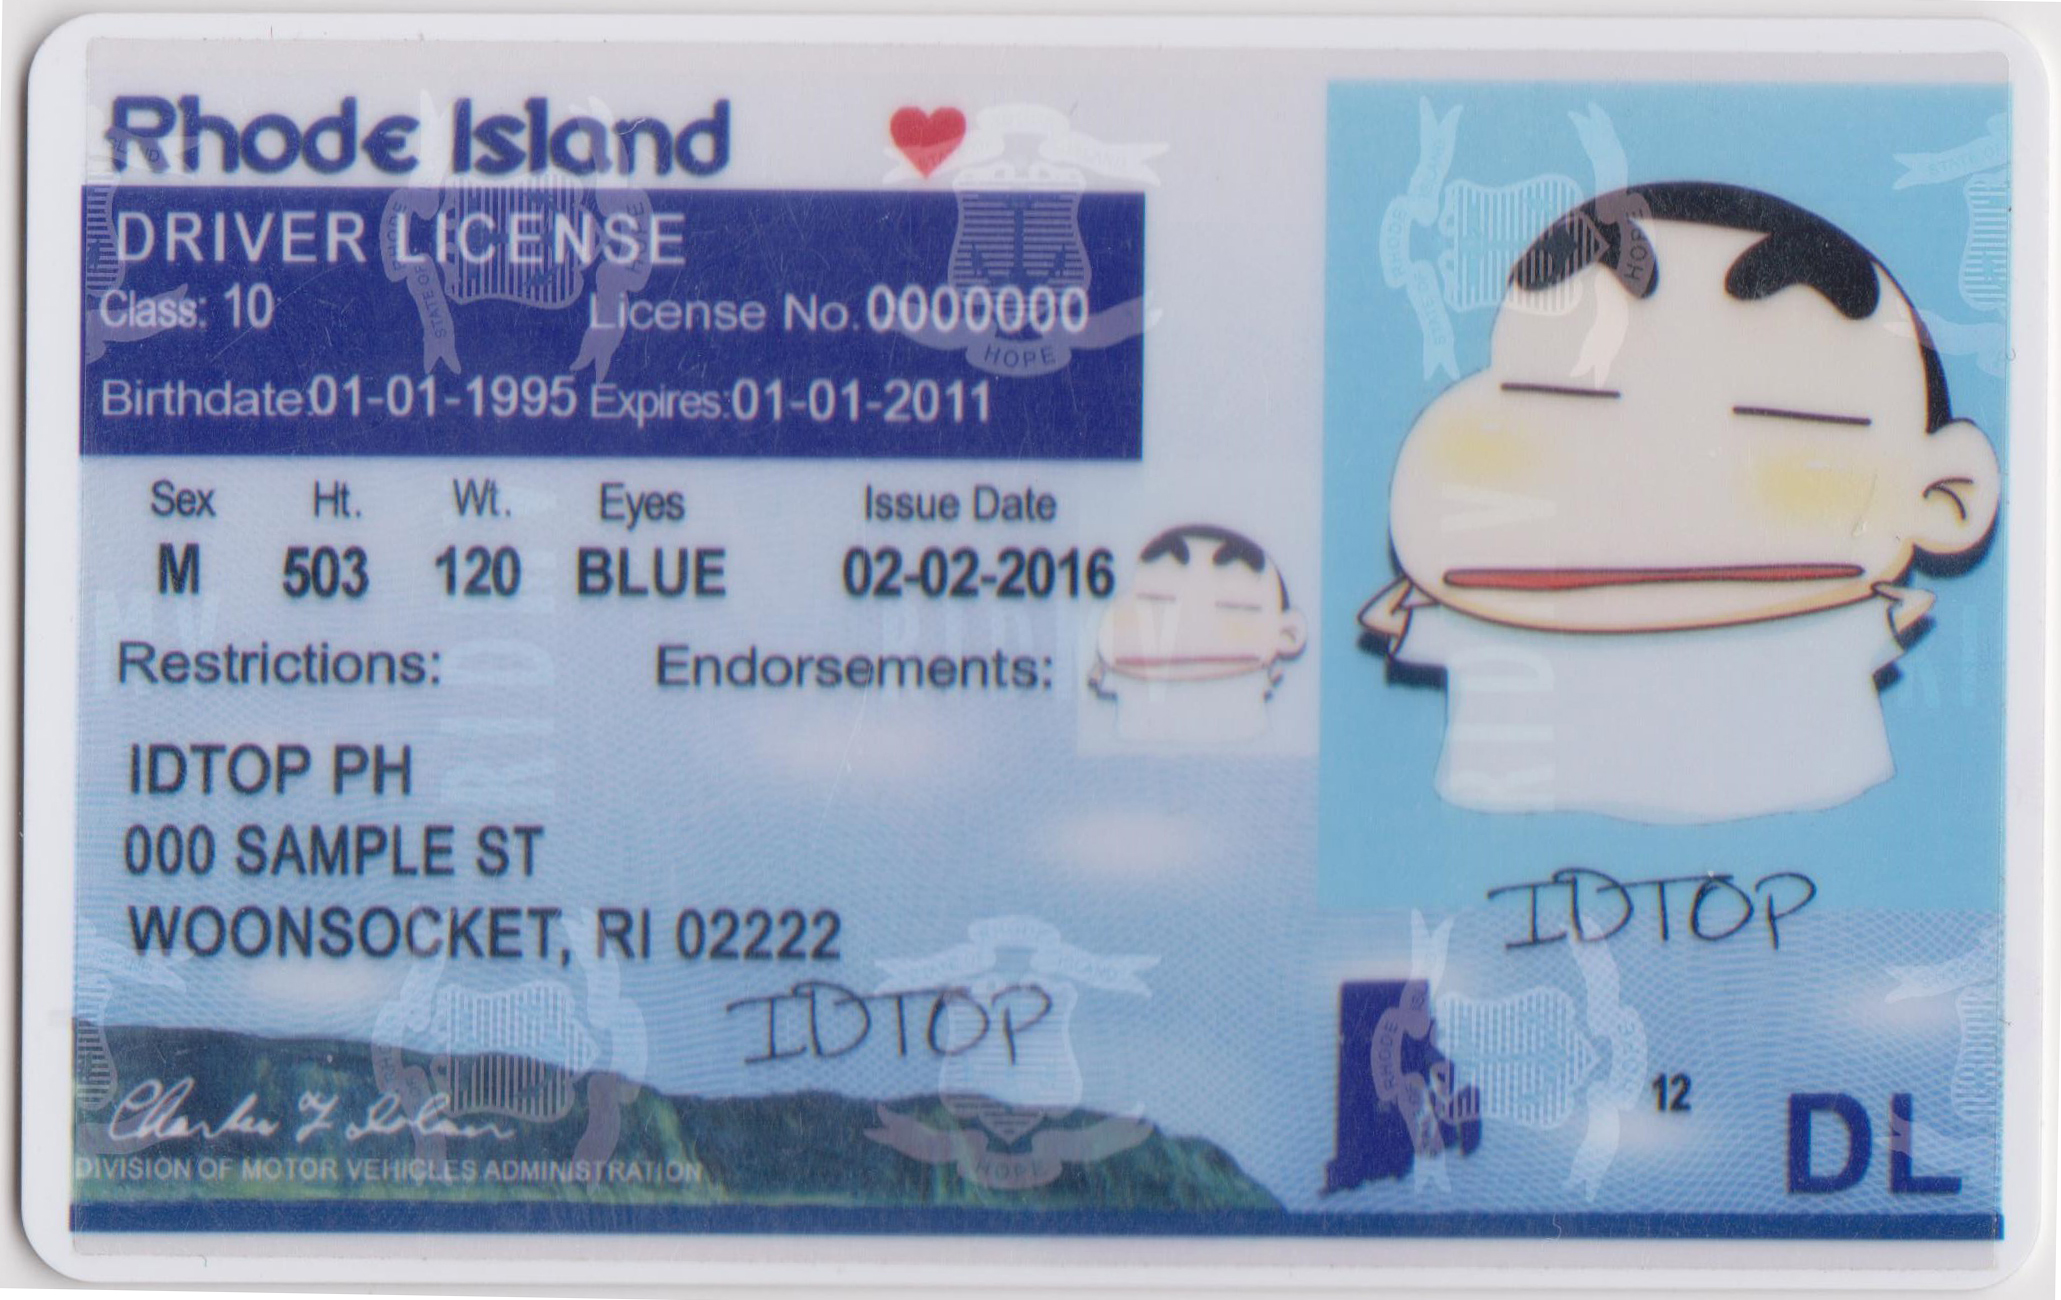 Rhode Island
DRIVER LICENSE
Class: 10 License No. 0000000
Birthdate: 01-01-1995 Expires: 01-01-2011
Sex Ht. Wt. Eyes Issue Date
M 503 120 BLUE 02-02-2016
Restrictions: Endorsements:
IDTOP PH
000 SAMPLE ST
WOONSOCKET, RI 02222
IDTOP
IDTOP
DIVISION OF MOTOR VEHICLES ADMINISTRATION
12
DL
HOPE
HOPE